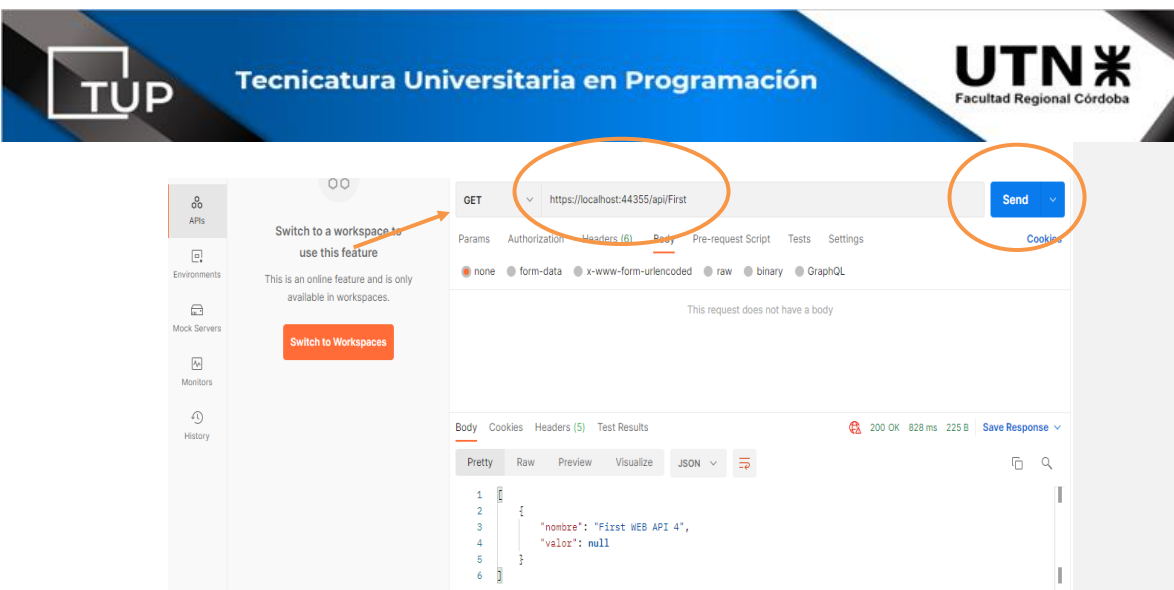 TUP
Tecnicatura Universitaria en Programación
UTN
Facultad Regional Córdoba
APIs
Environments
Mock Servers
Monitors
History
Switch to a workspace to
use this feature
This is an online feature and is only
available in workspaces.
Switch to Workspaces
GET https://localhost:44355/api/First Send
Params Authorization Headers (6) Body Pre-request Script Tests Settings Cookies
none form-data x-www-form-urlencoded raw binary GraphQL
This request does not have a body
Body Cookies Headers (5) Test Results 200 OK 828 ms 225 B Save Response
Pretty Raw Preview Visualize JSON
1 [
2 {
3 "nombre": "First WEB API 4",
4 "valor": null
5 }
6 ]